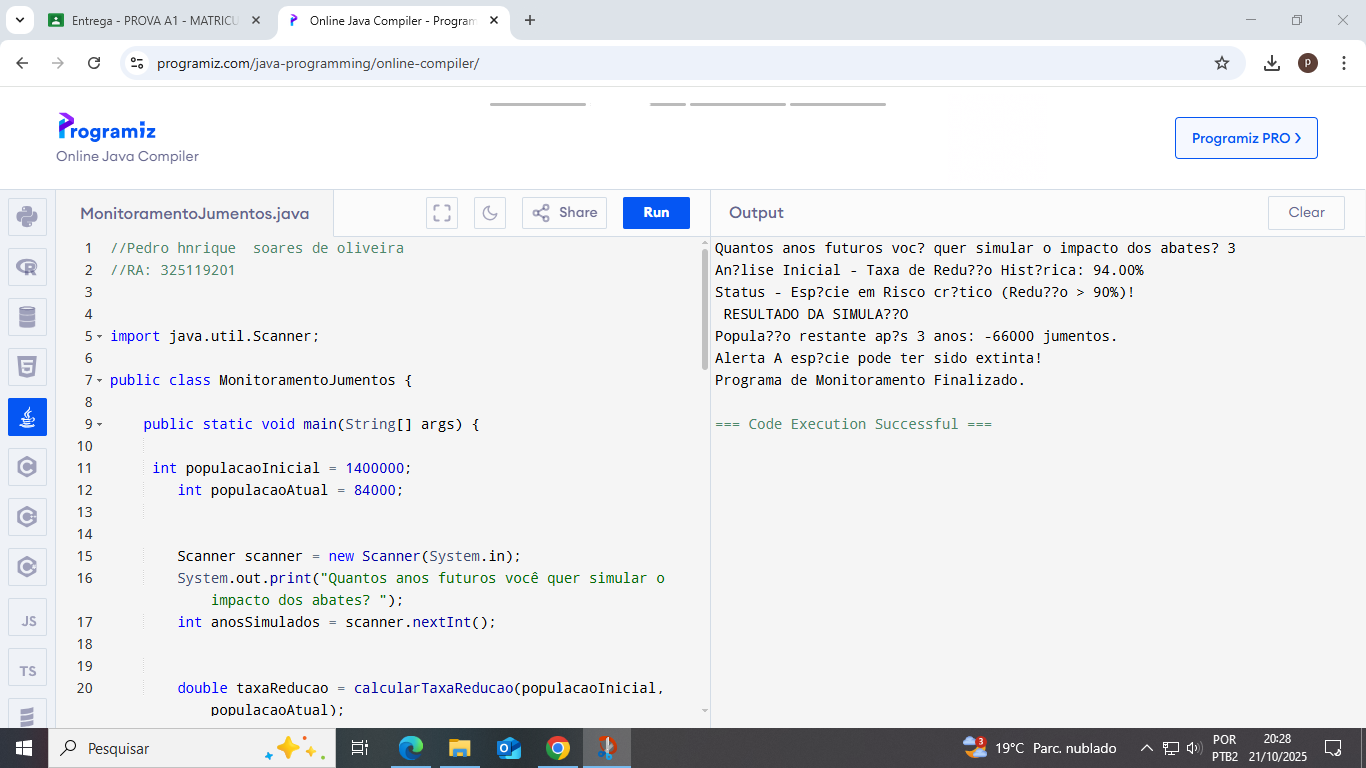 Entrega - PROVA A1 - MATRICU
Online Java Compiler - Program
programiz.com/java-programming/online-compiler/
P
Programiz
Online Java Compiler
Programiz PRO
MonitoramentoJumentos.java
Share
Run
Output
Clear
1 //Pedro hnrique  soares de oliveira
2 //RA: 325119201
3
4
5 import java.util.Scanner;
6
7 public class MonitoramentoJumentos {
8
9 public static void main(String[] args) {
10
11 int populacaoInicial = 1400000;
12 int populacaoAtual = 84000;
13
14
15 Scanner scanner = new Scanner(System.in);
16 System.out.print("Quantos anos futuros você quer simular o
impacto dos abates? ");
17 int anosSimulados = scanner.nextInt();
18
19
20 double taxaReducao = calcularTaxaReducao(populacaoInicial,
populacaoAtual);
Quantos anos futuros voc? quer simular o impacto dos abates? 3
An?lise Inicial - Taxa de Redu??o Hist?rica: 94.00%
Status - Esp?cie em Risco cr?tico (Redu??o > 90%)!
RESULTADO DA SIMULA??O
Popula??o restante ap?s 3 anos: -66000 jumentos.
Alerta A esp?cie pode ter sido extinta!
Programa de Monitoramento Finalizado.
=== Code Execution Successful ===
JS
TS
Pesquisar
3
19°C Parc. nublado
POR
PTB2
20:28
21/10/2025